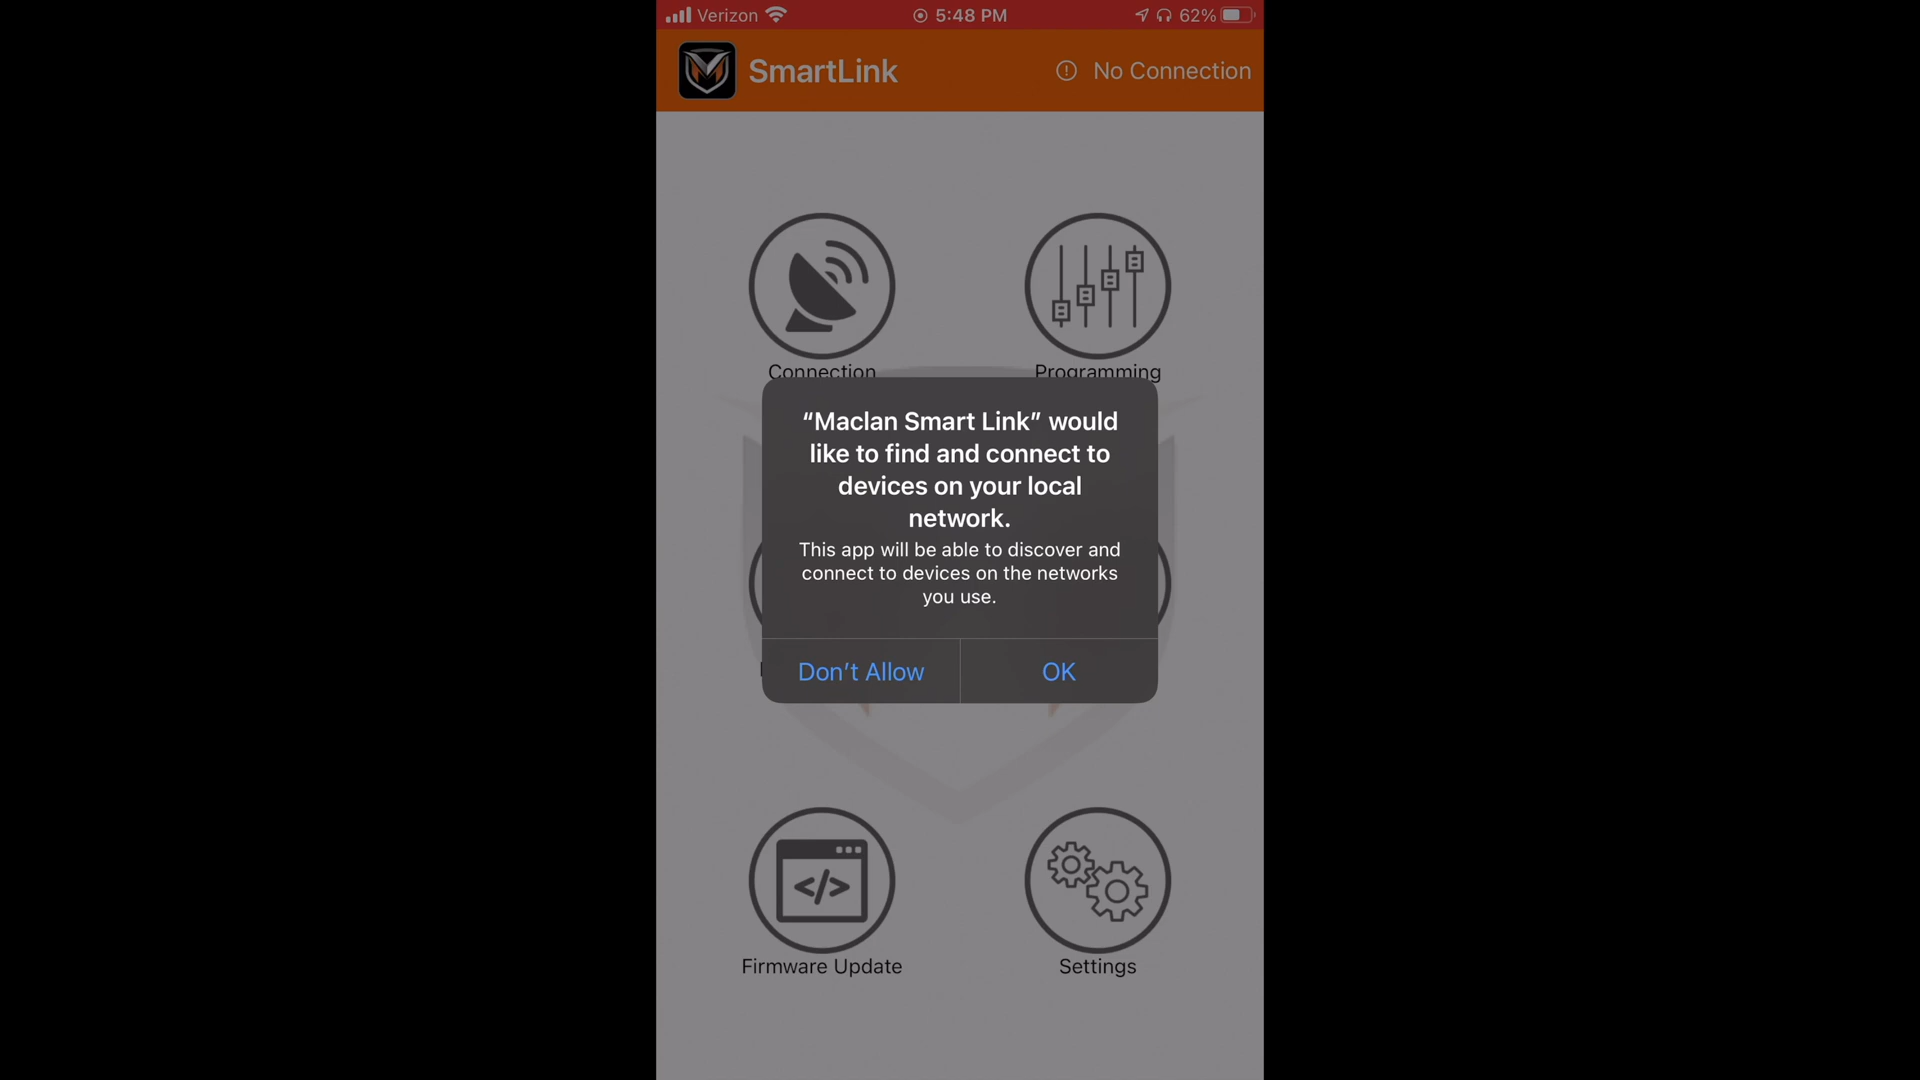 Verizon 5:48 PM 62%
SmartLink No Connection
Connection Programming
“Maclan Smart Link” would
like to find and connect to
devices on your local
network.
This app will be able to discover and
connect to devices on the networks
you use.
Don’t Allow OK
</>
Firmware Update Settings